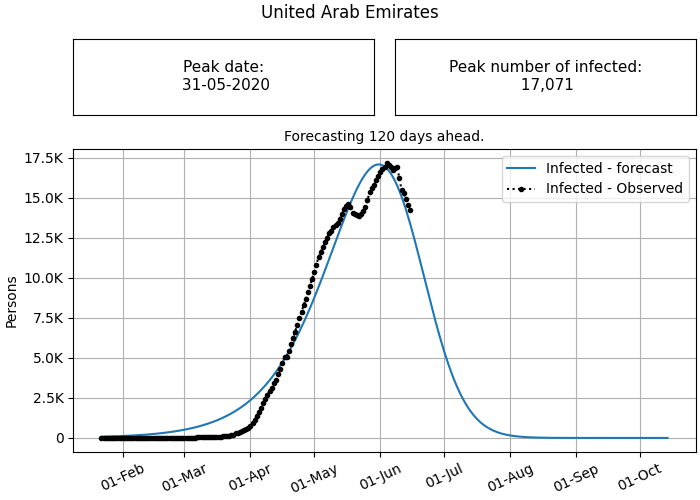 United Arab Emirates
Peak date:
31-05-2020
Peak number of infected:
17,071
Forecasting 120 days ahead.
17.5K
15.0K
12.5K
10.0K
7.5K
5.0K
2.5K
0
Persons
Infected - forecast
Infected - Observed
01-Feb
01-Mar
01-Apr
01-May
01-Jun
01-Jul
01-Aug
01-Sep
01-Oct